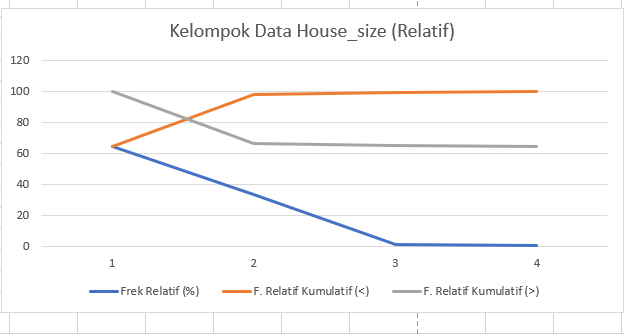 Kelompok Data House_size (Relatif)
120
100
80
60
40
20
0
1 2 3 4
Frek Relatif (%) F. Relatif Kumulatif (<) F. Relatif Kumulatif (>)